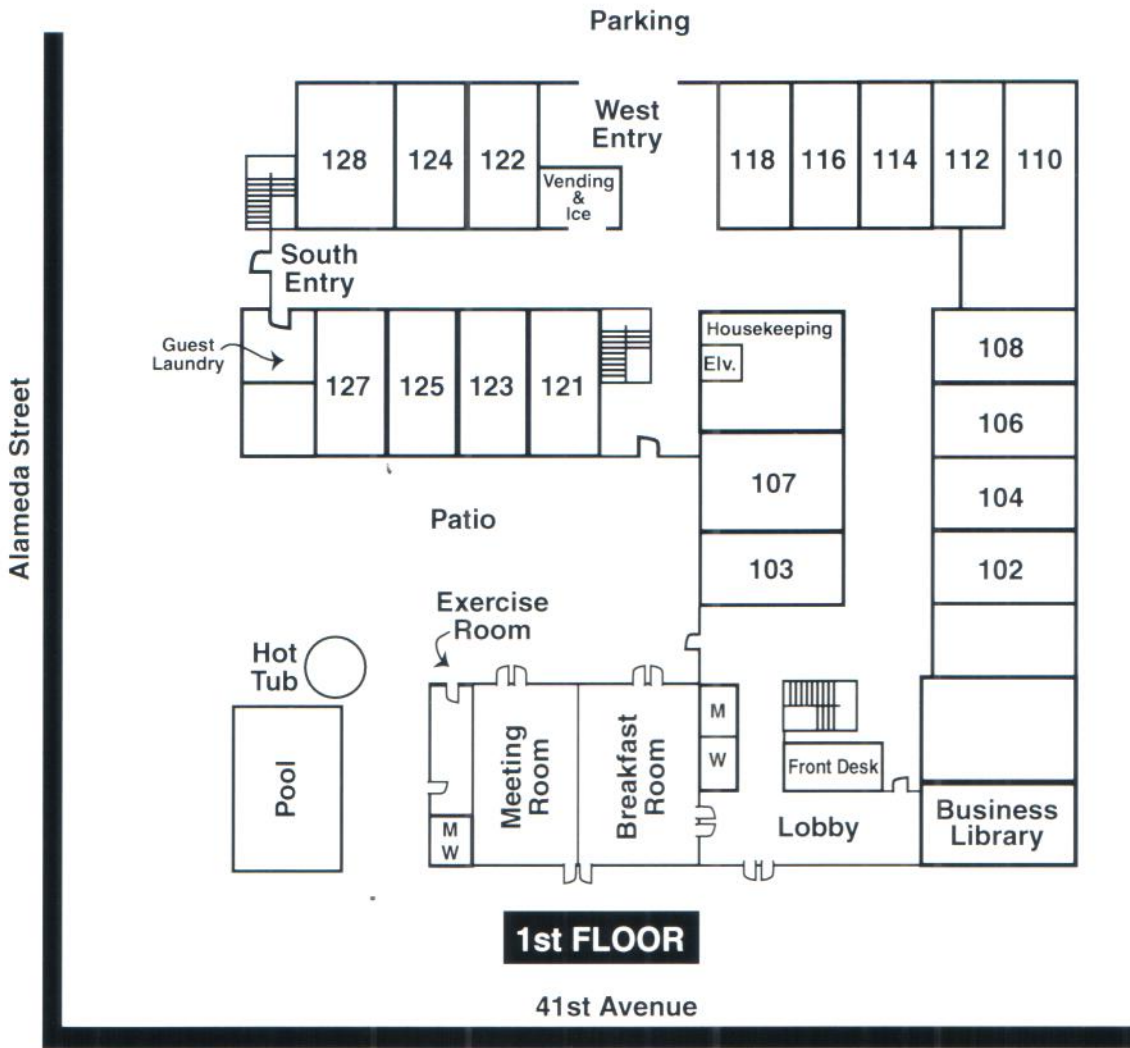 Parking
West
Entry
128
124
122
118
116
114
112
110
Vending
&
Ice
South
Entry
Guest
Laundry
Housekeeping
Elv.
108
127
125
123
121
106
107
104
Patio
103
102
Exercise
Room
Hot
Tub
Alameda Street
Pool
Meeting
Room
Breakfast
Room
M
W
M
W
Front Desk
Lobby
Business
Library
1st FLOOR
41st Avenue